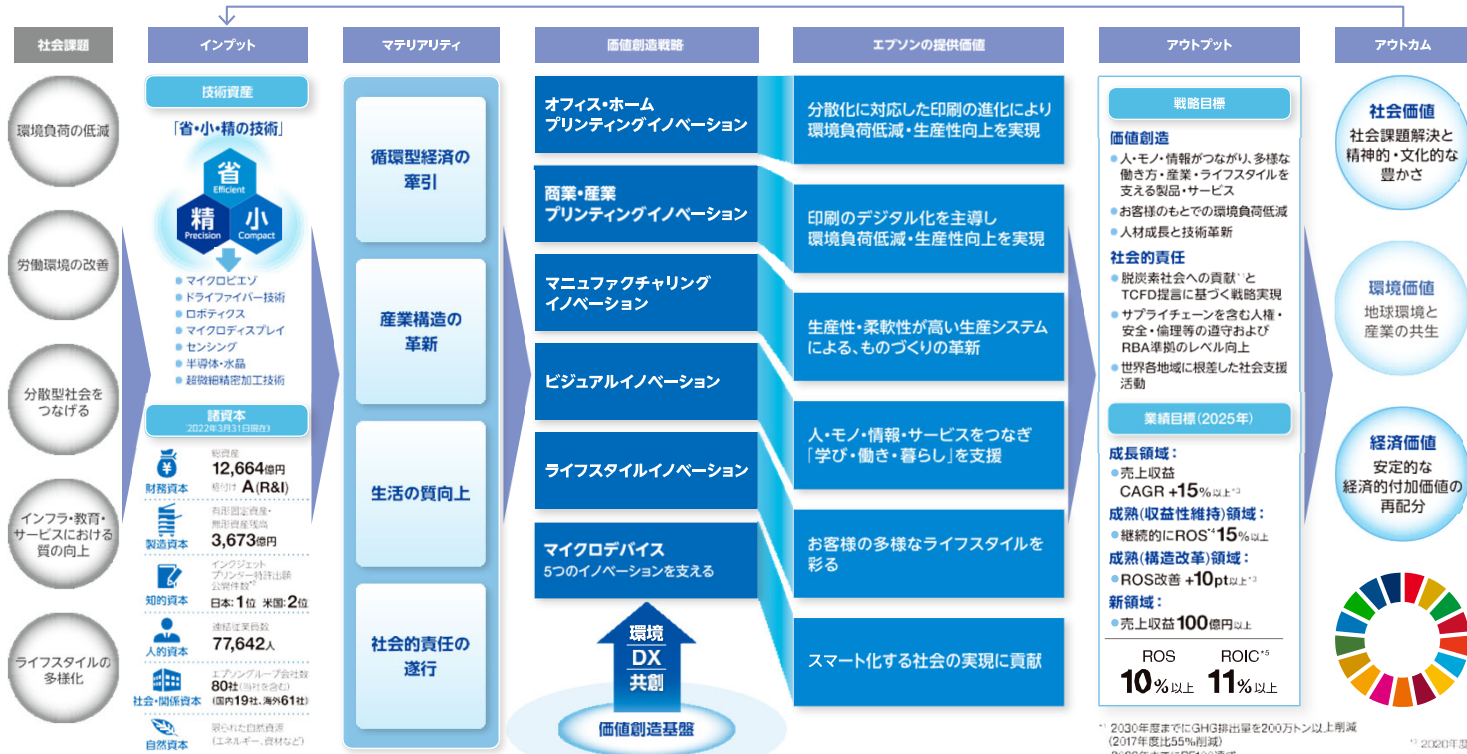 社会課題
環境負荷の低減
労働環境の改善
分散型社会を
つなげる
インフラ・教育・
サービスにおける
質の向上
ライフスタイルの
多様化
インプット
技術資産
「省・小・精の技術」
省
Efficient
精
Precision
小
Compact
マイクロピエゾ
ドライファイバー技術
ロボティクス
マイクロディスプレイ
センシング
半導体・水晶
超微細精密加工技術
諸資本
(2022年3月31日現在)
財務資本
総資産
12,664億円
格付け A(R&I)
製造資本
有形固定資産・
無形資産残高
3,673億円
知的資本
インクジェット
プリンター特許出願
公開件数*2
日本:1位 米国:2位
人的資本
連結従業員数
77,642人
社会・関係資本
エプソングループ会社数
80社(当社を含む)
(国内19社、海外61社)
自然資本
限られた自然資源
(エネルギー、資材など)
マテリアリティ
循環型経済の
牽引
産業構造の
革新
生活の質向上
社会的責任の
遂行
価値創造戦略
オフィス・ホーム
プリンティングイノベーション
商業・産業
プリンティングイノベーション
マニュファクチャリング
イノベーション
ビジュアルイノベーション
ライフスタイルイノベーション
マイクロデバイス
5つのイノベーションを支える
環境
DX
共創
価値創造基盤
エプソンの提供価値
分散化に対応した印刷の進化により
環境負荷低減・生産性向上を実現
印刷のデジタル化を主導し
環境負荷低減・生産性向上を実現
生産性・柔軟性が高い生産システム
による、ものづくりの革新
人・モノ・情報・サービスをつなぎ
「学び・働き・暮らし」を支援
お客様の多様なライフスタイルを
彩る
スマート化する社会の実現に貢献
アウトプット
戦略目標
価値創造
人・モノ・情報がつながり、多様な
働き方・産業・ライフスタイルを
支える製品・サービス
お客様のもとでの環境負荷低減
人材成長と技術革新
社会的責任
脱炭素社会への貢献*1と
TCFD提言に基づく戦略実現
サプライチェーンを含む人権・
安全・倫理等の遵守および
RBA準拠のレベル向上
世界各地域に根差した社会支援
活動
業績目標(2025年)
成長領域:
売上収益
CAGR +15%以上*3
成熟(収益性維持)領域:
継続的にROS*4 15%以上
成熟(構造改革)領域:
ROS改善 +10pt以上*3
新領域:
売上収益100億円以上
ROS
10%以上
ROIC*5
11%以上
*1 2030年度までにGHG排出量を200万トン以上削減
(2017年度比55%削減)
アウトカム
社会価値
社会課題解決と
精神的・文化的な
豊かさ
環境価値
地球環境と
産業の共生
経済価値
安定的な
経済的付加価値の
再配分